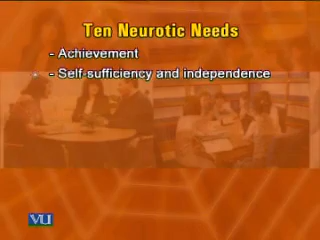 Ten Neurotic Needs
- Achievement
- Self-sufficiency and independence
VU